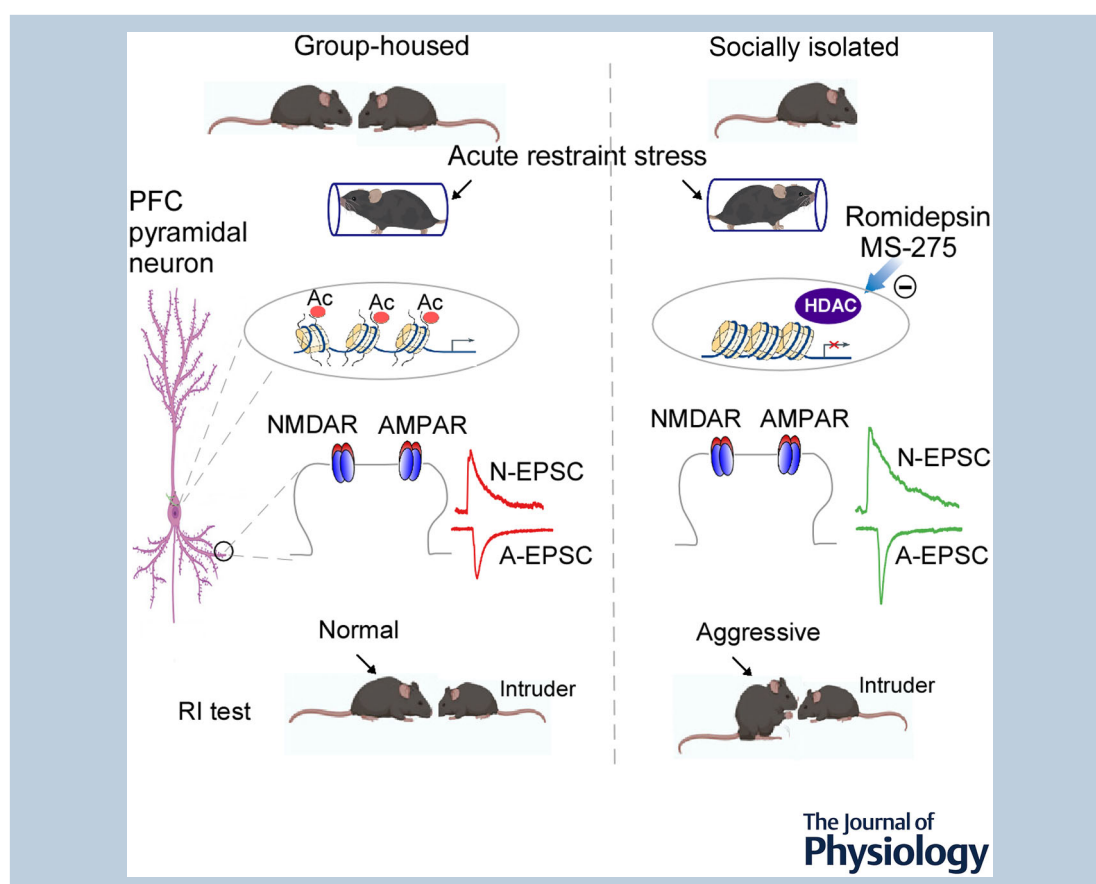 Group-housed
Socially isolated
Acute restraint stress
PFC
pyramidal
neuron
Romidepsin
MS-275
Ac
Ac
Ac
HDAC
NMDAR
AMPAR
N-EPSC
A-EPSC
NMDAR
AMPAR
N-EPSC
A-EPSC
Normal
Intruder
Aggressive
Intruder
RI test
The Journal of
Physiology